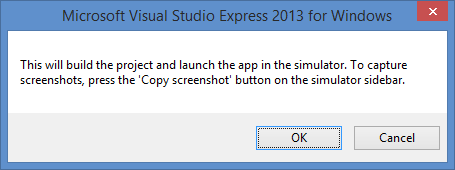 Microsoft Visual Studio Express 2013 for Windows
This will build the project and launch the app in the simulator. To capture
screenshots, press the 'Copy screenshot' button on the simulator sidebar.
OK
Cancel